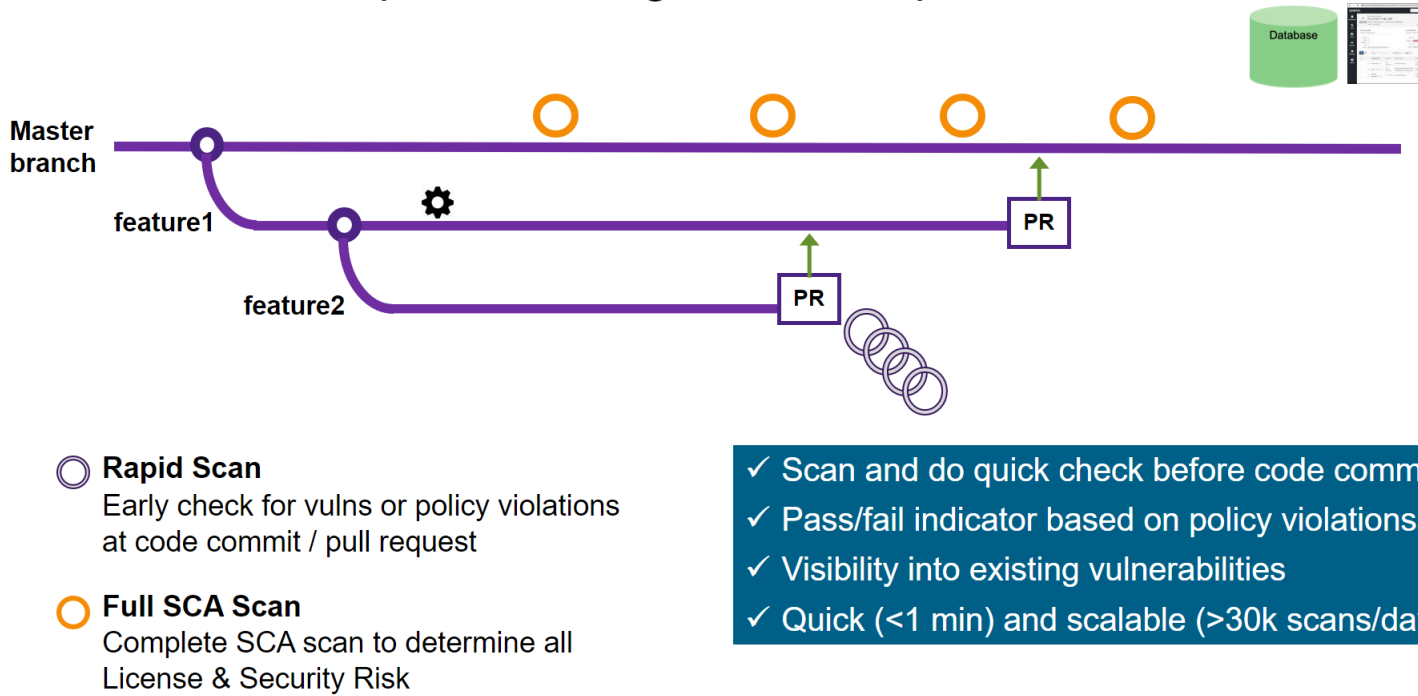 Database
Master
branch
feature1
PR
feature2
PR
Rapid Scan
Early check for vulns or policy violations
at code commit / pull request
Full SCA Scan
Complete SCA scan to determine all
License & Security Risk
✓ Scan and do quick check before code comm
✓ Pass/fail indicator based on policy violations
✓ Visibility into existing vulnerabilities
✓ Quick (<1 min) and scalable (>30k scans/da